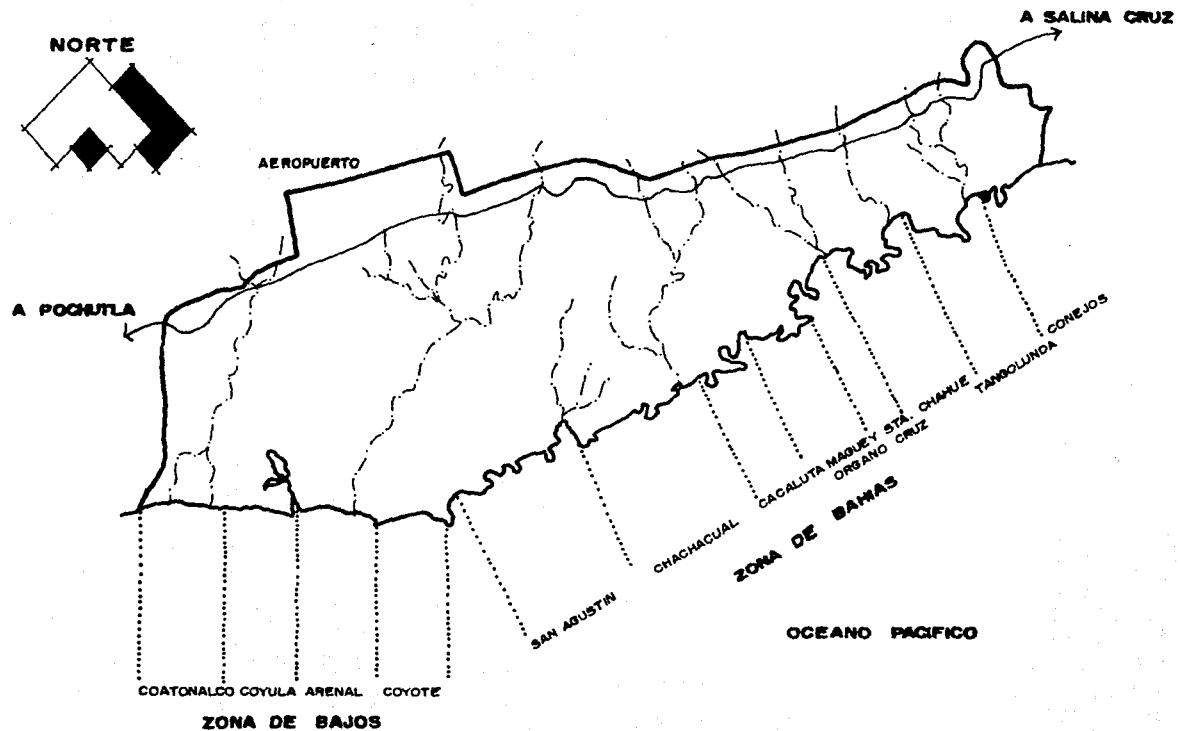 A SALINA CRUZ
NORTE
AEROPUERTO
A POCHUTLA
CONEJOS
TANGOLUNDA
CHAHUE
STA. CRUZ
ORGANO
MAGUEY
CACALUTA
CHACHACUAL
SAN AGUSTIN
ZONA DE BAHIAS
OCEANO PACIFICO
COATONALCO COYULA ARENAL COYOTE
ZONA DE BAJOS